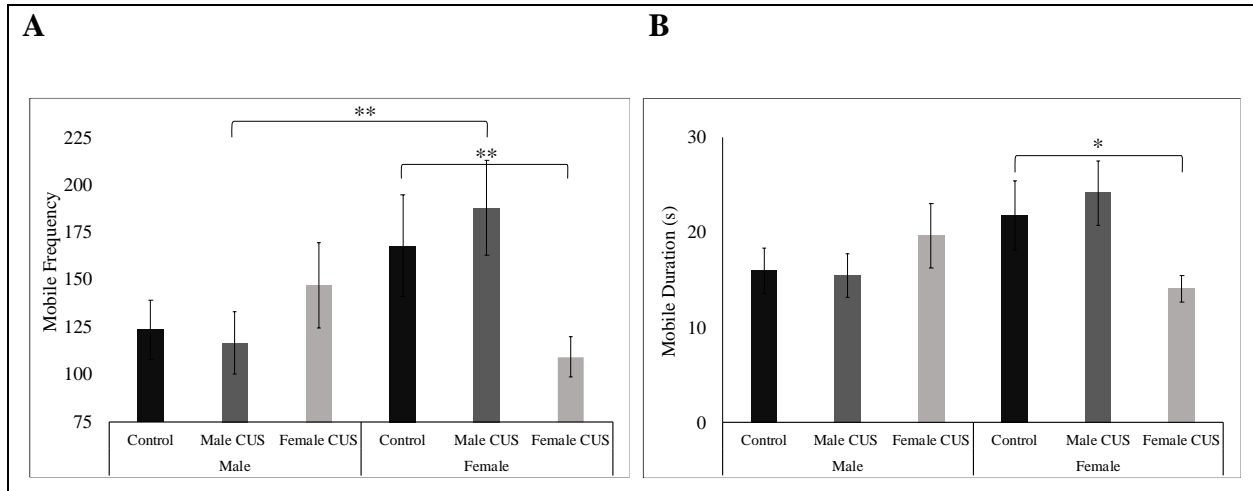 A
B
**
**
225
200
175
150
125
100
75
Mobile Frequency
Control Male CUS Female CUS Control Male CUS Female CUS
Male Female
*
30
20
10
0
Mobile Duration (s)
Control Male CUS Female CUS Control Male CUS Female CUS
Male Female